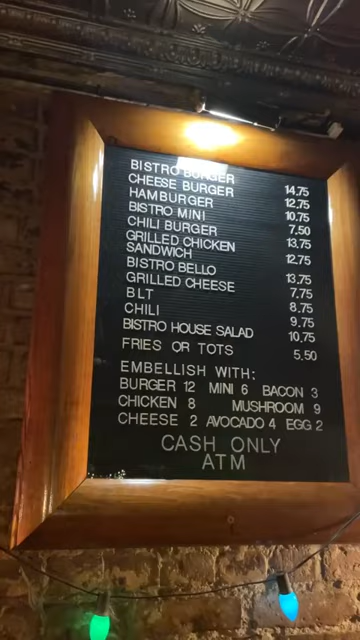 BISTRO BURGER 14.75
CHEESE BURGER 12.75
HAMBURGER 10.75
BISTRO MINI 7.50
CHILI BURGER 13.75
GRILLED CHICKEN
SANDWICH 12.75
BISTRO BELLO 13.75
GRILLED CHEESE 7.75
BLT 8.75
CHILI 9.75
BISTRO HOUSE SALAD 10.75
FRIES OR TOTS 5.50
EMBELLISH WITH:
BURGER 12 MINI 6 BACON 3
CHICKEN 8 MUSHROOM 9
CHEESE 2 AVOCADO 4 EGG 2
CASH ONLY
ATM